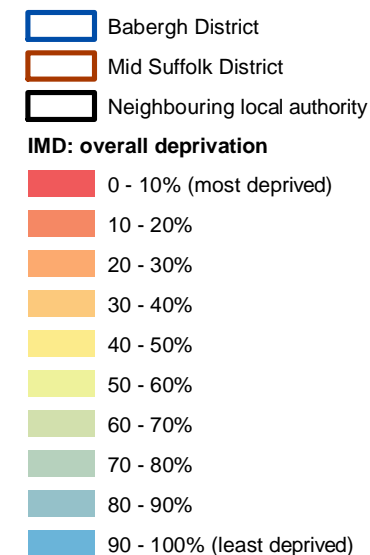 Babergh District
Mid Suffolk District
Neighbouring local authority
IMD: overall deprivation
0 - 10% (most deprived)
10 - 20%
20 - 30%
30 - 40%
40 - 50%
50 - 60%
60 - 70%
70 - 80%
80 - 90%
90 - 100% (least deprived)